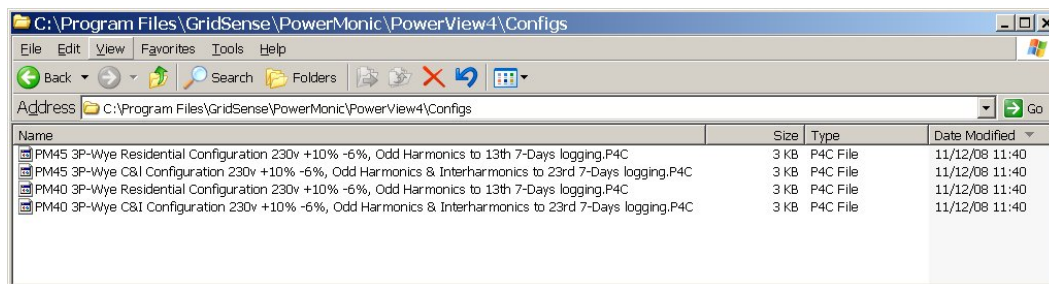 C:\Program Files\GridSense\PowerMonic\PowerView4\Configs
File Edit View Favorites Tools Help
Back Search Folders
Address C:\Program Files\GridSense\PowerMonic\PowerView4\Configs Go
Name Size Type Date Modified
PM45 3P-Wye Residential Configuration 230v +10% -6%, Odd Harmonics to 13th 7-Days logging.P4C 3 KB P4C File 11/12/08 11:40
PM45 3P-Wye C&I Configuration 230v +10% -6%, Odd Harmonics & Interharmonics to 23rd 7-Days logging.P4C 3 KB P4C File 11/12/08 11:40
PM40 3P-Wye Residential Configuration 230v +10% -6%, Odd Harmonics to 13th 7-Days logging.P4C 3 KB P4C File 11/12/08 11:40
PM40 3P-Wye C&I Configuration 230v +10% -6%, Odd Harmonics & Interharmonics to 23rd 7-Days logging.P4C 3 KB P4C File 11/12/08 11:40